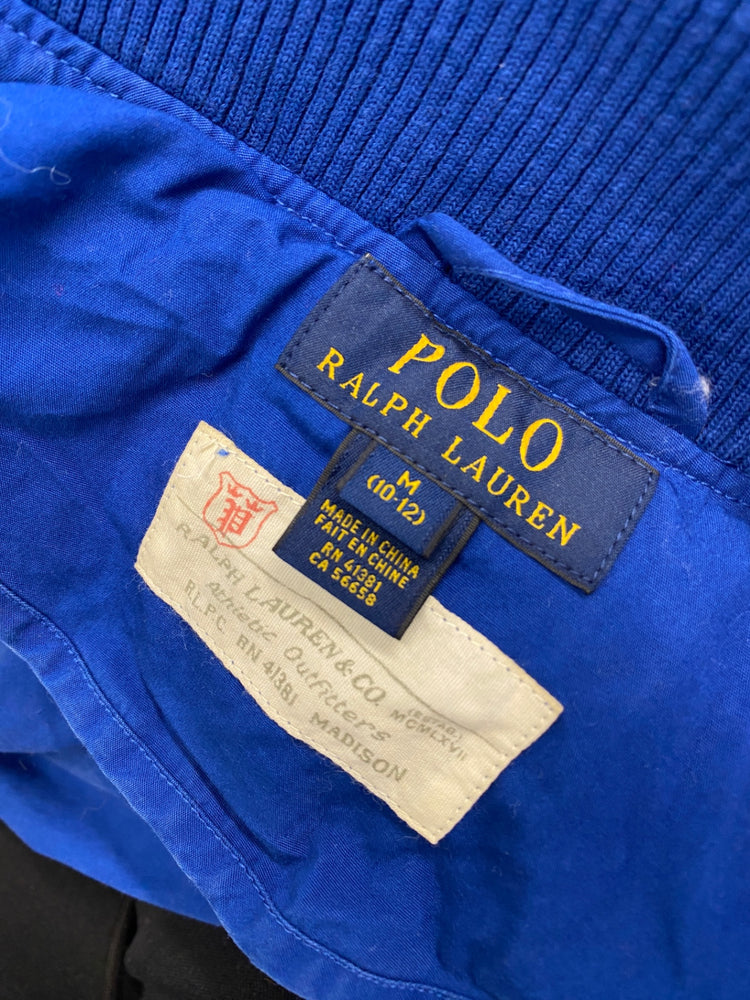 POLO
RALPH LAUREN
M
(10-12)
MADE IN CHINA
FAIT EN CHINE
RN 41381
CA 56658
RALPH LAUREN & CO.
Athletic Outfitters
(ESTAB.
MCMLXVII
R.L.P.C. RN 41381 MADISON